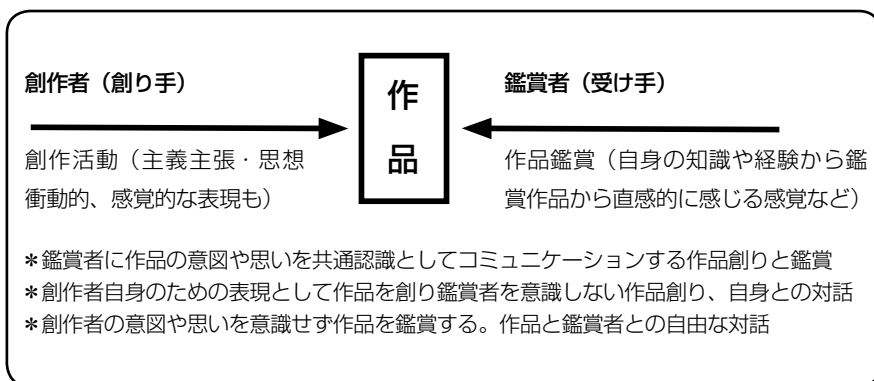 創作者（創り手）
創作活動（主義主張・思想
衝動的、感覚的な表現も）
作
品
鑑賞者（受け手）
作品鑑賞（自身の知識や経験から鑑
賞作品から直感的に感じる感覚など）
＊鑑賞者に作品の意図や思いを共通認識としてコミュニケーションする作品創りと鑑賞
＊創作者自身のための表現として作品を創り鑑賞者を意識しない作品創り、自身との対話
＊創作者の意図や思いを意識せず作品を鑑賞する。作品と鑑賞者との自由な対話